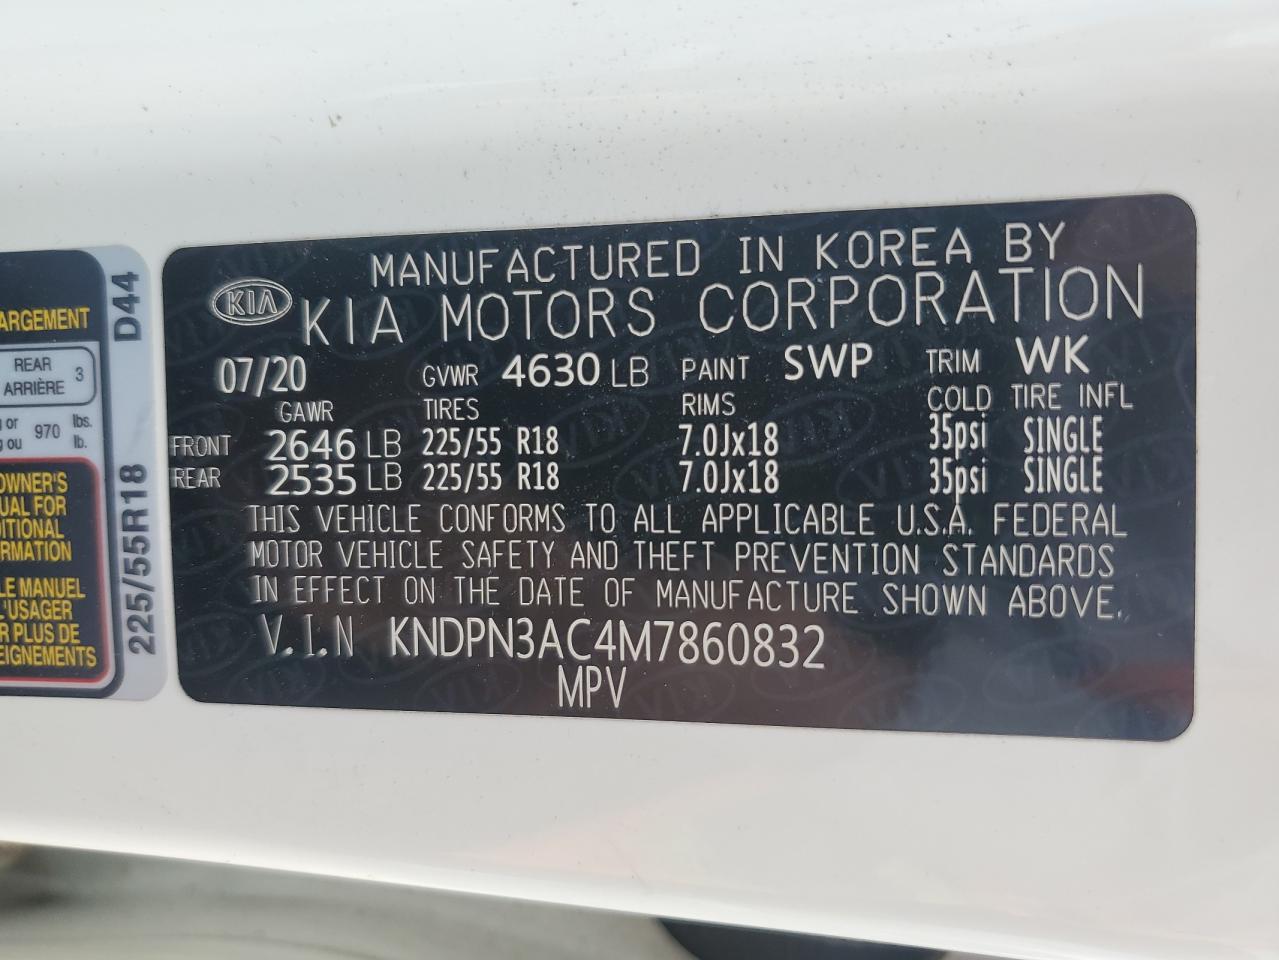 ARGEMENT
REAR
ARRIÈRE 3
or
ou 970 lbs.
lb.
OWNER'S
UAL FOR
DITIONAL
RMATION
LE MANUEL
L'USAGER
R PLUS DE
EIGNEMENTS
D44
225/55R18
MANUFACTURED IN KOREA BY
KIA KIA MOTORS CORPORATION
07/20 GVWR 4630 LB PAINT SWP TRIM WK
GAWR TIRES RIMS COLD TIRE INFL
FRONT 2646 LB 225/55 R18 7.0Jx18 35psi SINGLE
REAR 2535 LB 225/55 R18 7.0Jx18 35psi SINGLE
THIS VEHICLE CONFORMS TO ALL APPLICABLE U.S.A. FEDERAL
MOTOR VEHICLE SAFETY AND THEFT PREVENTION STANDARDS
IN EFFECT ON THE DATE OF MANUFACTURE SHOWN ABOVE.
V.I.N KNDPN3AC4M7860832
MPV